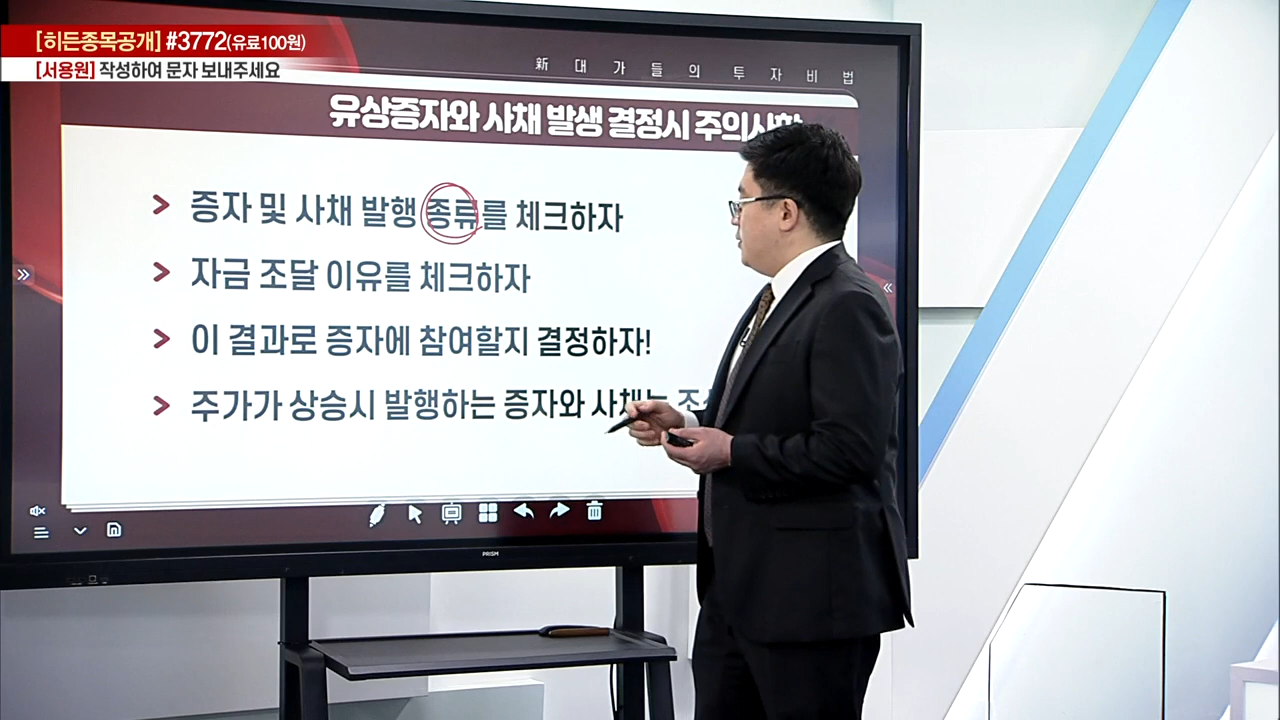 [히든종목공개] #3772(유료100원)
[서용원] 작성하여 문자 보내주세요
新 대 가 들 의 투 자 비 법
유상증자와 사채 발생 결정시 주의사항
증자 및 사채 발행 종류를 체크하자
자금 조달 이유를 체크하자
이 결과로 증자에 참여할지 결정하자!
주가가 상승시 발행하는 증자와 사채는
PRISM